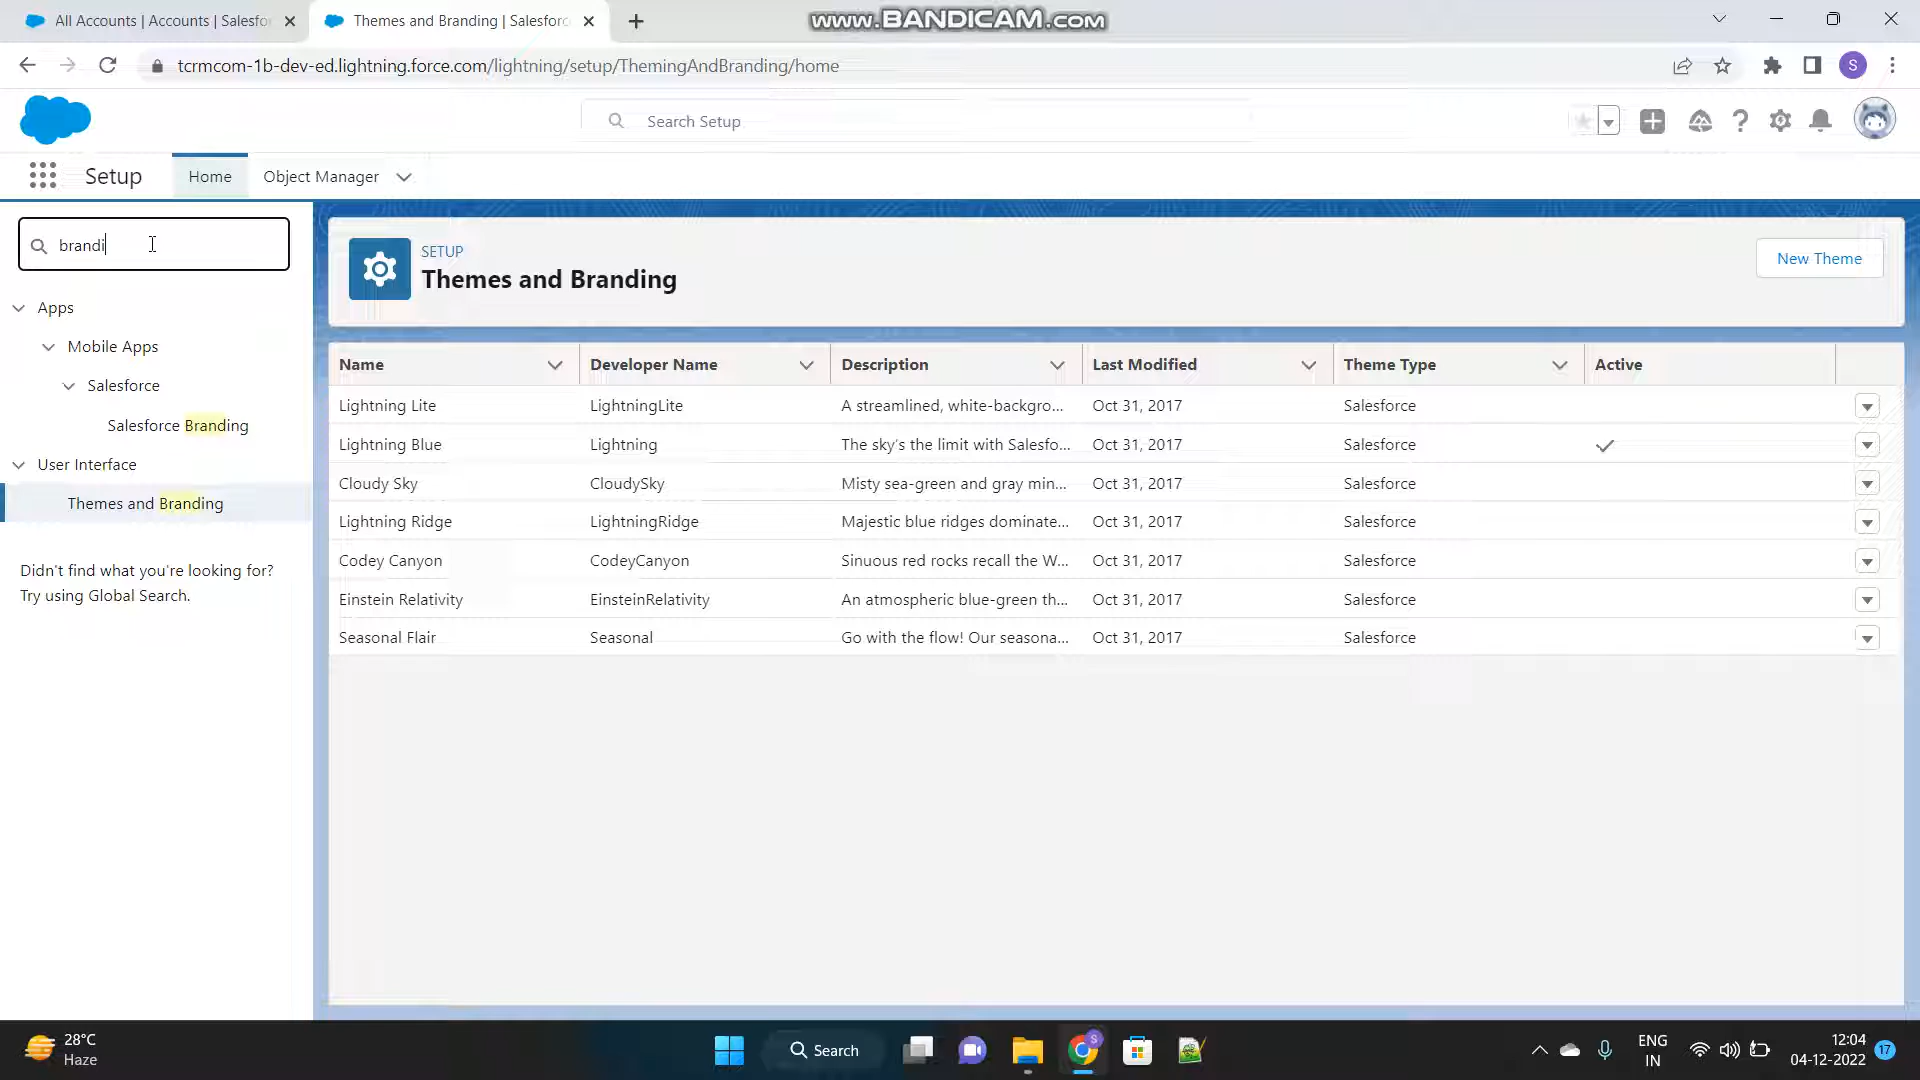 All Accounts | Accounts | Salesfo
Themes and Branding | Salesforc
www.BANDICAM.com
tcrmcom-1b-dev-ed.lightning.force.com/lightning/setup/ThemingAndBranding/home
S
Search Setup
Setup
Home
Object Manager
brandi
Apps
Mobile Apps
Salesforce
Salesforce Branding
User Interface
Themes and Branding
Didn't find what you're looking for?
Try using Global Search.
SETUP
Themes and Branding
New Theme
Name Developer Name Description Last Modified Theme Type Active
Lightning Lite LightningLite A streamlined, white-backgro... Oct 31, 2017 Salesforce
Lightning Blue Lightning The sky's the limit with Salesfo... Oct 31, 2017 Salesforce
Cloudy Sky CloudySky Misty sea-green and gray min... Oct 31, 2017 Salesforce
Lightning Ridge LightningRidge Majestic blue ridges dominate... Oct 31, 2017 Salesforce
Codey Canyon CodeyCanyon Sinuous red rocks recall the W... Oct 31, 2017 Salesforce
Einstein Relativity EinsteinRelativity An atmospheric blue-green th... Oct 31, 2017 Salesforce
Seasonal Flair Seasonal Go with the flow! Our seasona... Oct 31, 2017 Salesforce
28°C
Haze
Search
S
ENG
IN
12:04
04-12-2022
17